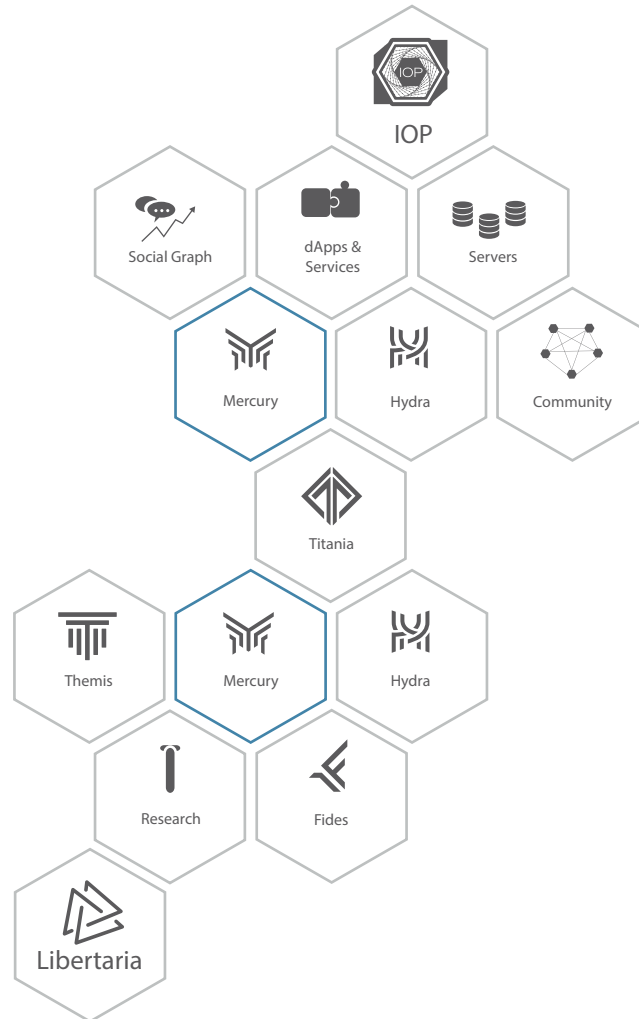 IOP
IOP
Social Graph
dApps &
Services
Servers
Mercury
Hydra
Community
Titania
Themis
Mercury
Hydra
Research
Fides
Libertaria